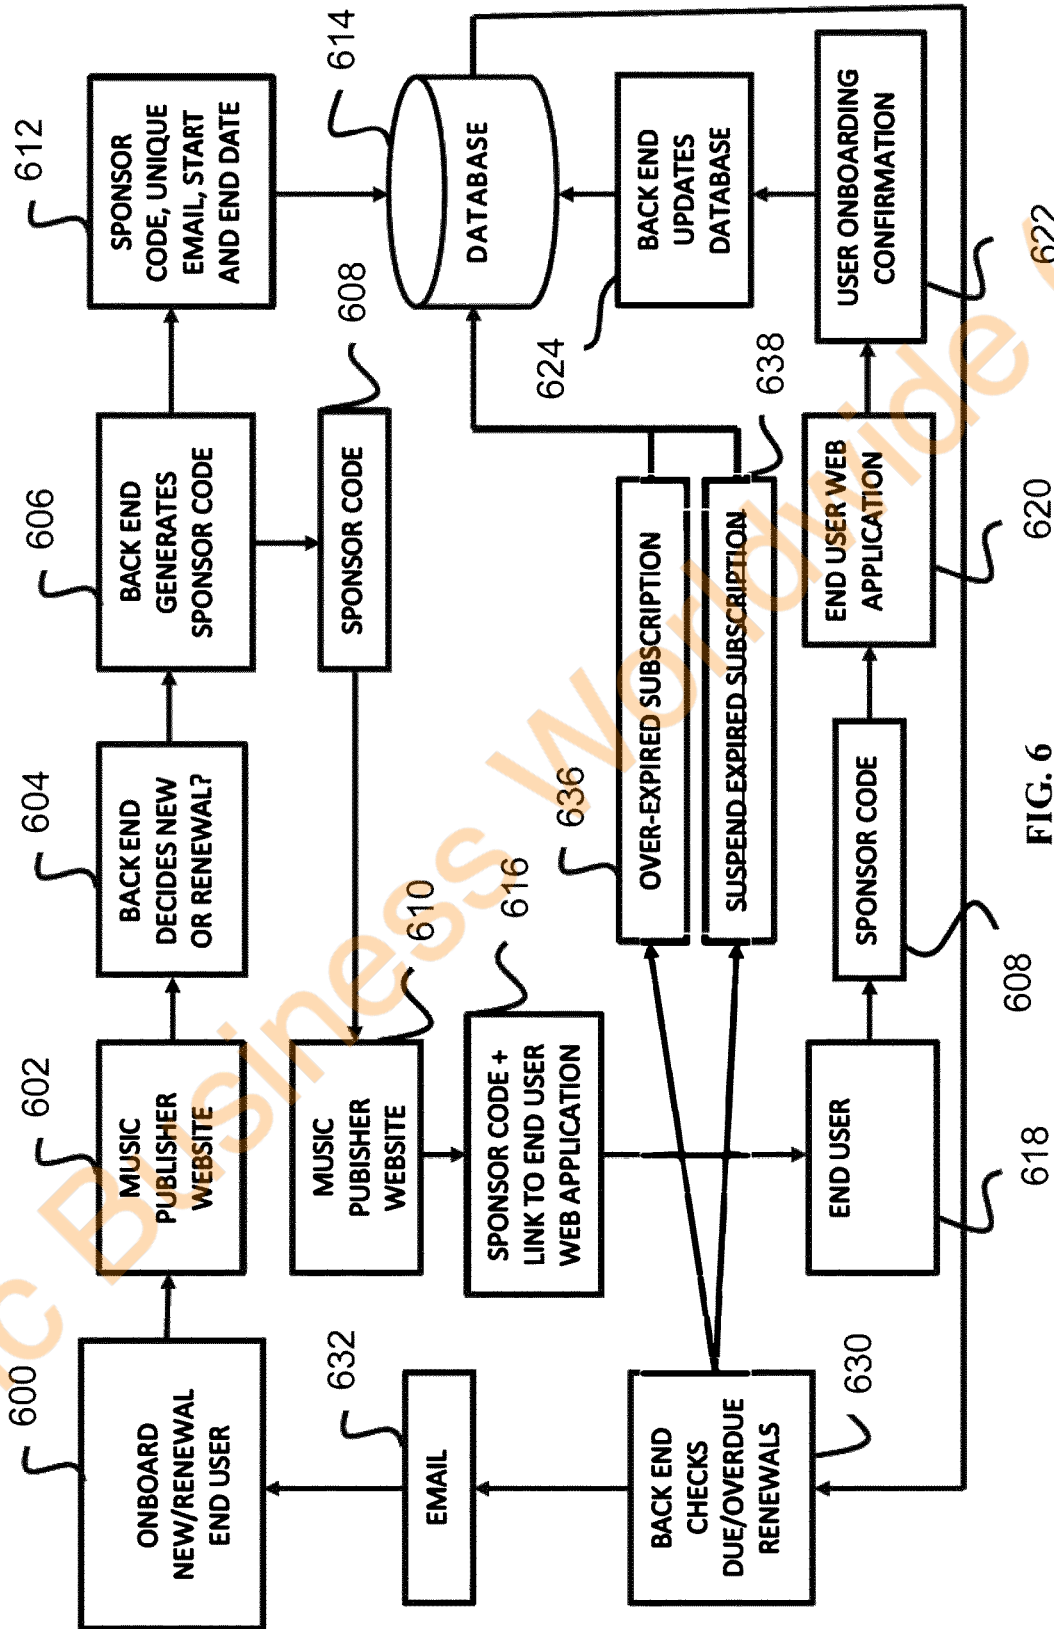 600
ONBOARD
NEW/RENEWAL
END USER
602
MUSIC
PUBLISHER
WEBSITE
604
BACK END
DECIDES NEW
OR RENEWAL?
606
BACK END
GENERATES
SPONSOR CODE
612
SPONSOR
CODE, UNIQUE
EMAIL, START
AND END DATE
632
EMAIL
MUSIC
PUBISHER
WEBSITE
610
SPONSOR CODE
608
614
DATABASE
SPONSOR CODE +
LINK TO END USER
WEB APPLICATION
616
630
BACK END
CHECKS
DUE/OVERDUE
RENEWALS
636
OVER-EXPIRED SUBSCRIPTION
SUSPEND EXPIRED SUBSCRIPTION
638
624
BACK END
UPDATES
DATABASE
END USER
618
SPONSOR CODE
608
END USER WEB
APPLICATION
620
USER ONBOARDING
CONFIRMATION
622
FIG. 6
c Business Worldwide